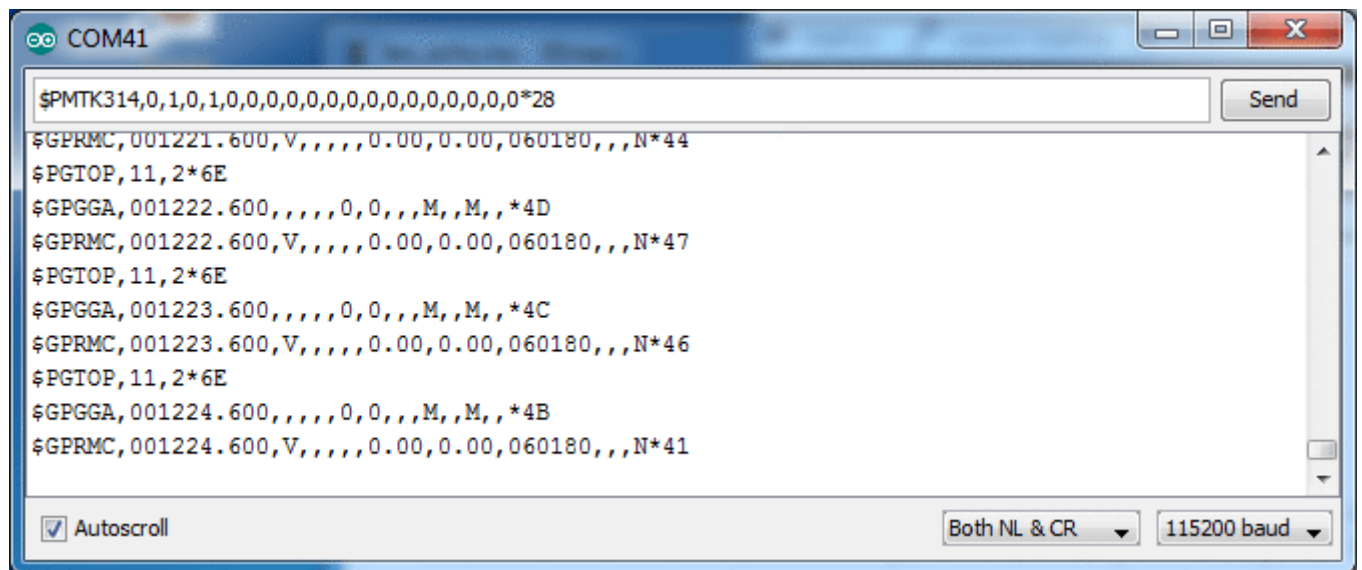 COM41
$PMTK314,0,1,0,1,0,0,0,0,0,0,0,0,0,0,0,0,0,0,0*28
Send
$GPRMC,001221.600,V,,,,,0.00,0.00,060180,,,N*44
$PGTOP,11,2*6E
$GPGGA,001222.600,,,,,0,0,,,M,,M,,*4D
$GPRMC,001222.600,V,,,,,0.00,0.00,060180,,,N*47
$PGTOP,11,2*6E
$GPGGA,001223.600,,,,,0,0,,,M,,M,,*4C
$GPRMC,001223.600,V,,,,,0.00,0.00,060180,,,N*46
$PGTOP,11,2*6E
$GPGGA,001224.600,,,,,0,0,,,M,,M,,*4B
$GPRMC,001224.600,V,,,,,0.00,0.00,060180,,,N*41
Autoscroll
Both NL & CR
115200 baud